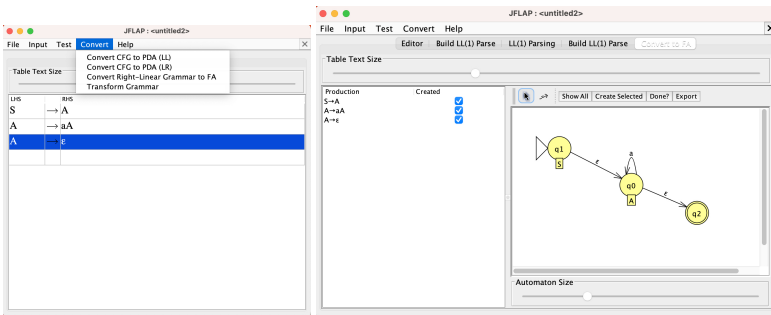 JFLAP : <untitled2>
File Input Test Convert Help ×
Convert CFG to PDA (LL)
Convert CFG to PDA (LR)
Convert Right-Linear Grammar to FA
Transform Grammar
Table Text Size
LHS RHS
S → A
A → aA
A → ε
JFLAP : <untitled2>
File Input Test Convert Help ×
Editor Build LL(1) Parse LL(1) Parsing Build LL(1) Parse Convert to FA
Table Text Size
Production Created
S→A
A→aA
A→ε
Show All Create Selected Done? Export
q1
S
ε
a
q0
A
ε
q2
Automaton Size